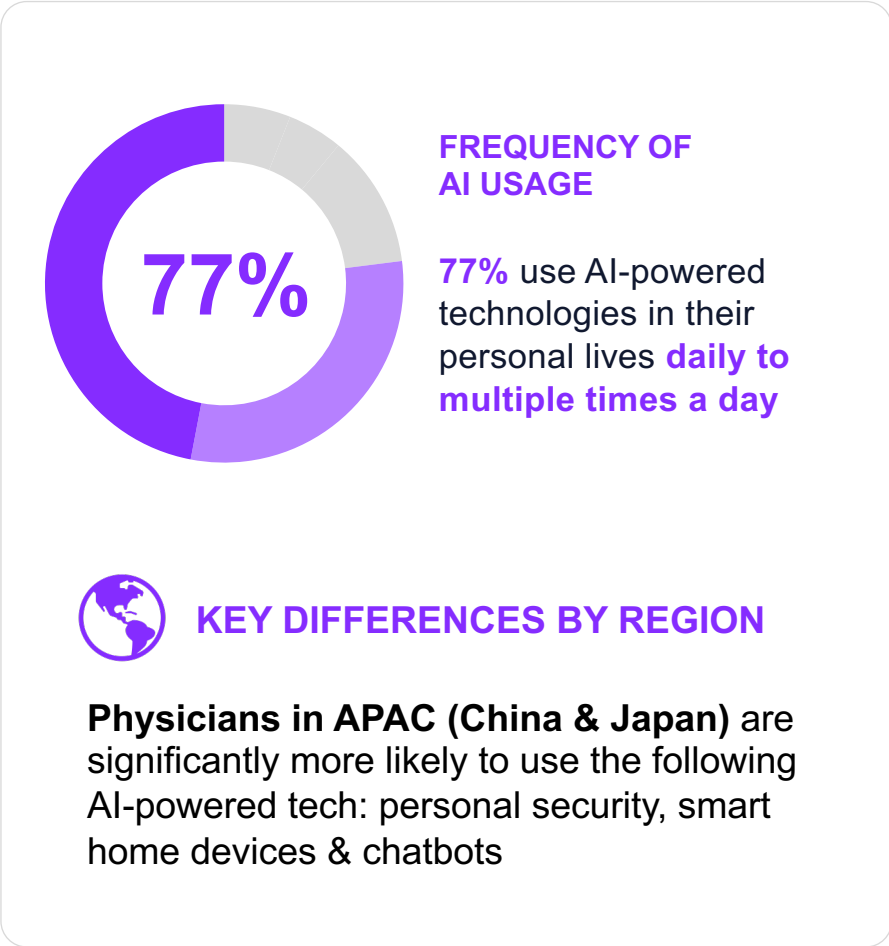 77%
FREQUENCY OF
AI USAGE
77% use AI-powered
technologies in their
personal lives daily to
multiple times a day
KEY DIFFERENCES BY REGION
Physicians in APAC (China & Japan) are
significantly more likely to use the following
AI-powered tech: personal security, smart
home devices & chatbots